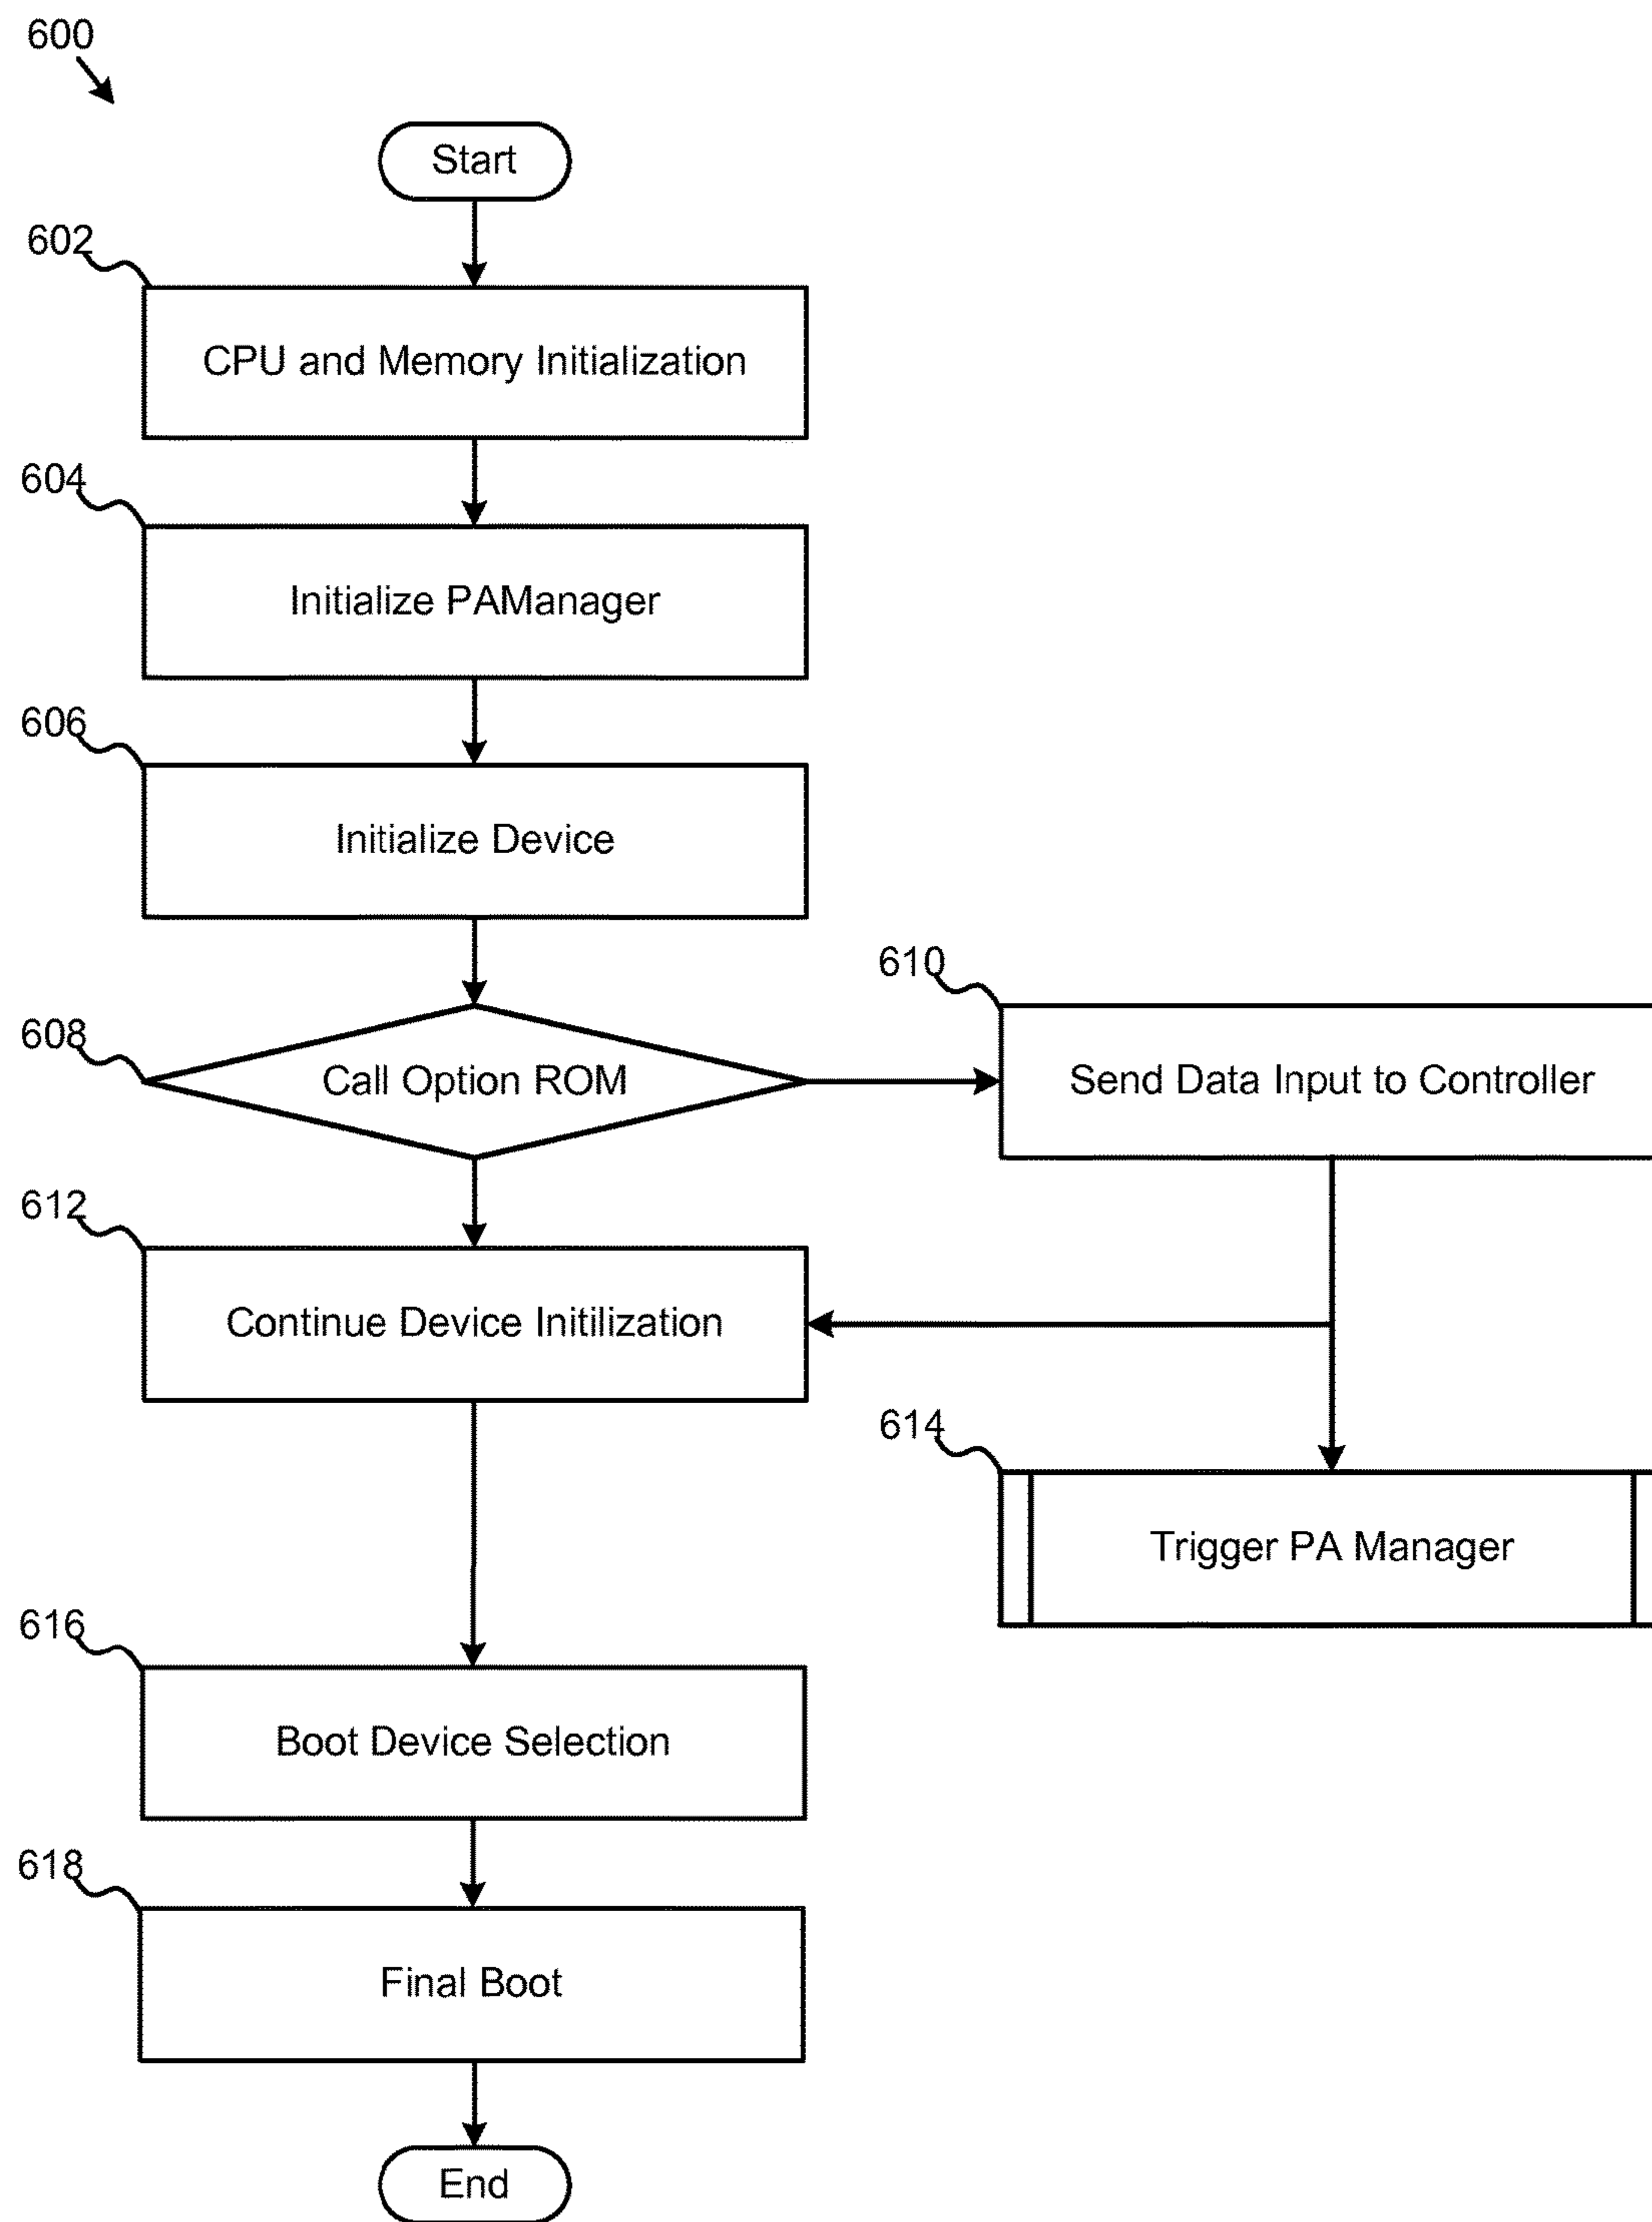 600
Start
602
CPU and Memory Initialization
604
Initialize PAManager
606
Initialize Device
608
Call Option ROM
610
Send Data Input to Controller
612
Continue Device Initilization
614
Trigger PA Manager
616
Boot Device Selection
618
Final Boot
End